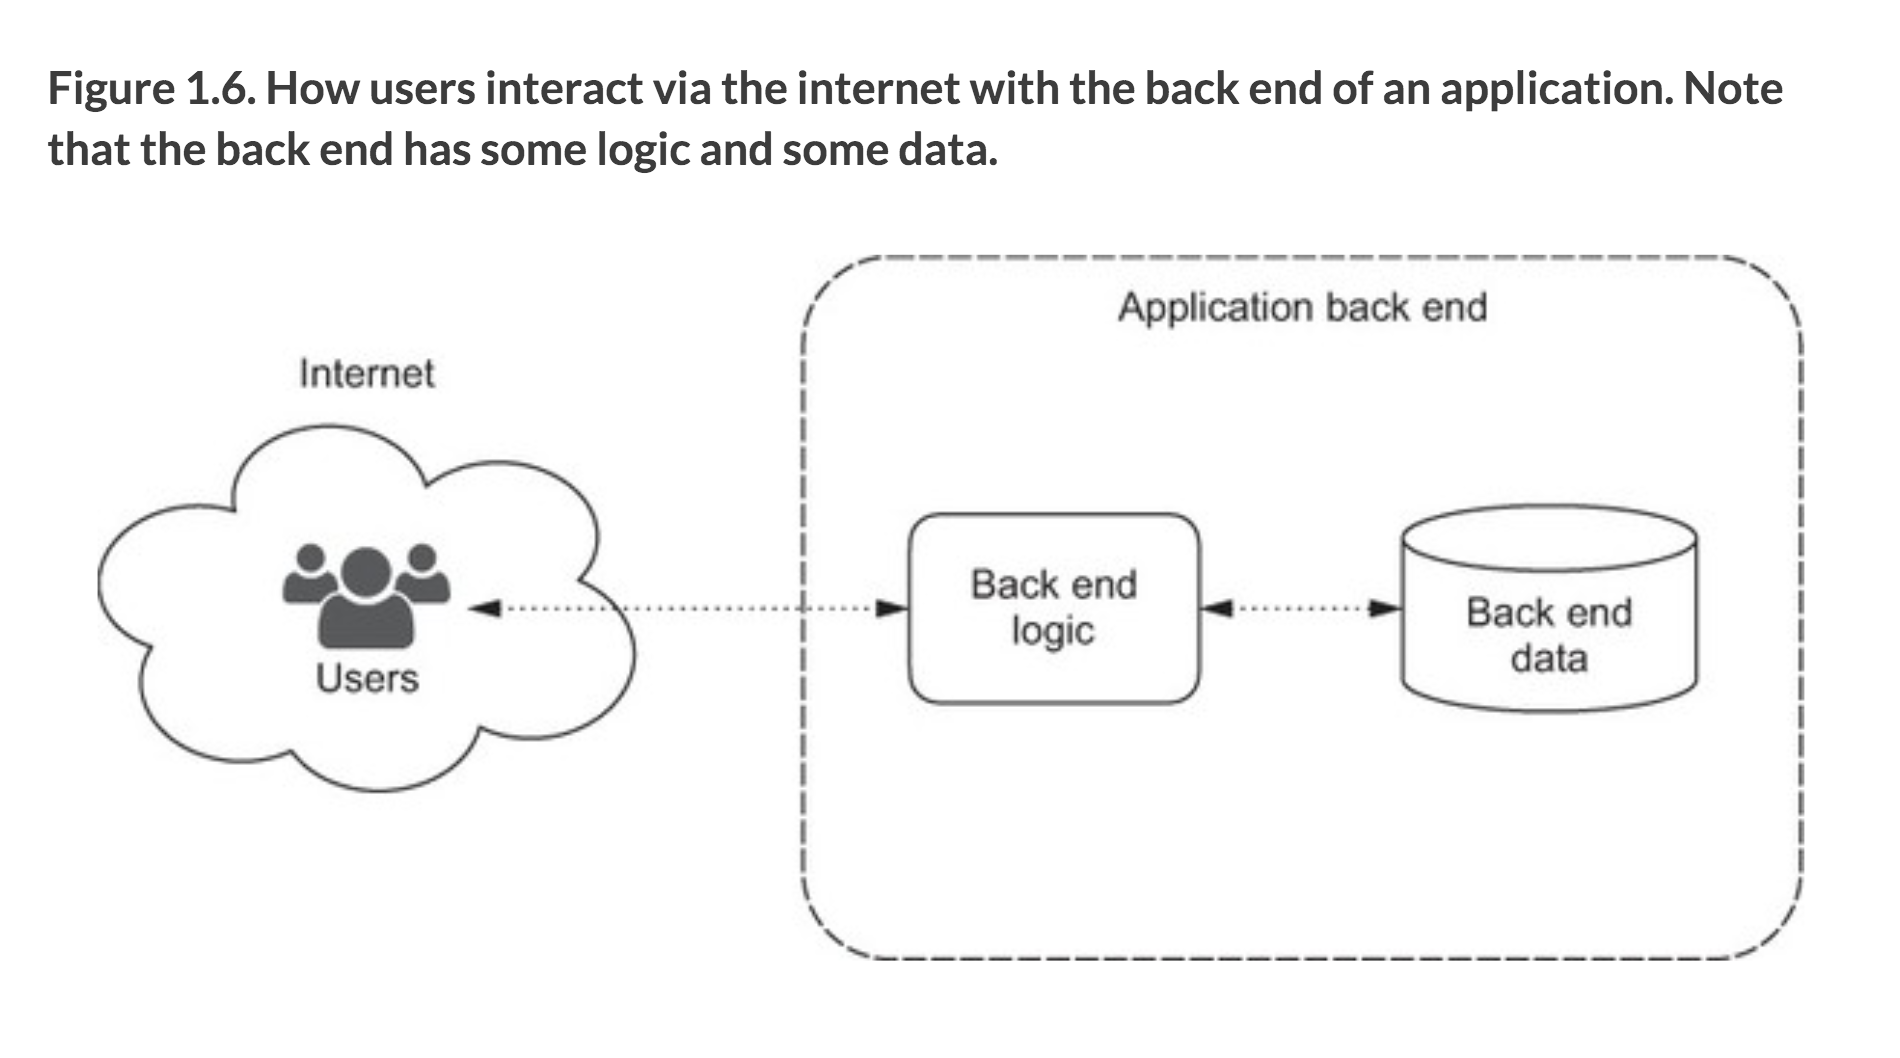 Figure 1.6. How users interact via the internet with the back end of an application. Note
that the back end has some logic and some data.
Application back end
Internet
Users
Back end
logic
Back end
data